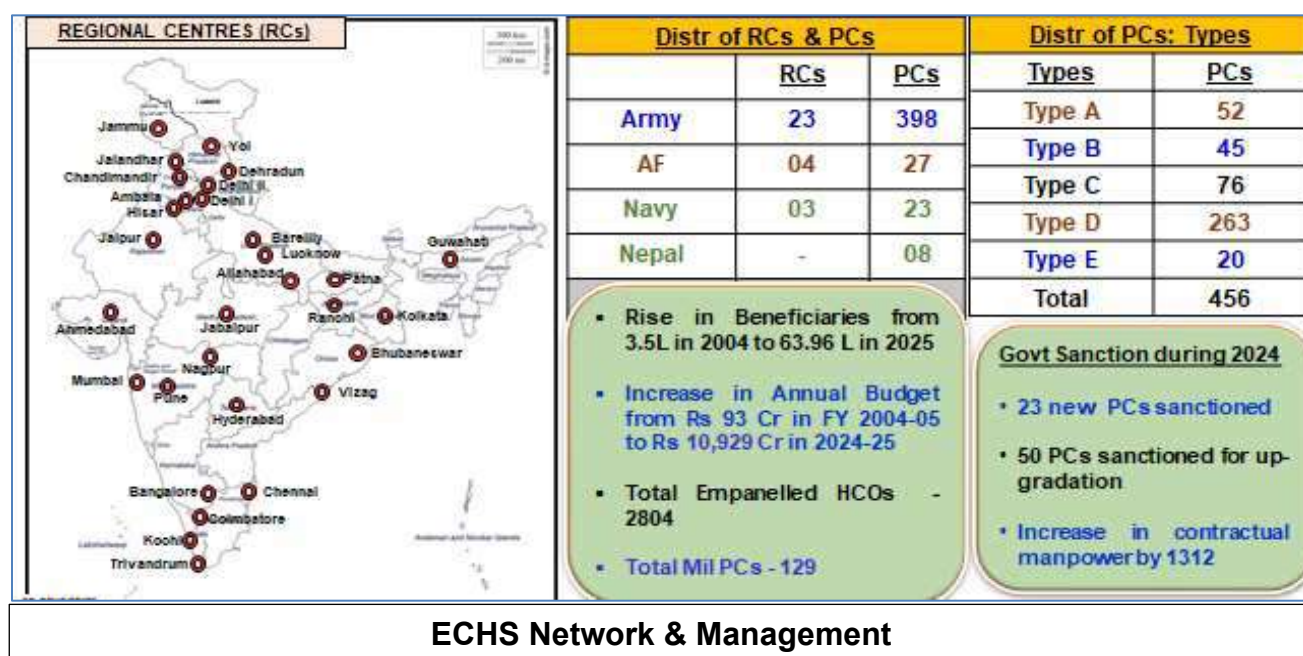 REGIONAL CENTRES (RCs)
Jammu
Yol
Jalandhar
Chandimandir
Dehradun
Delhi II
Ambala
Delhi I
Hisar
Jaipur
Bareilly
Lucknow
Guwahati
Allahabad
Patna
Ranchi
Kolkata
Ahmedabad
Jabalpur
Bhubaneswar
Nagpur
Mumbai
Pune
Vizag
Hyderabad
Bangalore
Chennai
Coimbatore
Kochi
Trivandrum
Distr of RCs & PCs
RCs PCs
Army 23 398
AF 04 27
Navy 03 23
Nepal - 08
▪ Rise in Beneficiaries from
3.5L in 2004 to 63.96 L in 2025
• Increase in Annual Budget
from Rs 93 Cr in FY 2004-05
to Rs 10,929 Cr in 2024-25
▪ Total Empanelled HCOs -
2804
• Total Mil PCs - 129
Distr of PCs: Types
Types PCs
Type A 52
Type B 45
Type C 76
Type D 263
Type E 20
Total 456
Govt Sanction during 2024
• 23 new PCs sanctioned
• 50 PCs sanctioned for up-
gradation
• Increase in contractual
manpower by 1312
ECHS Network & Management